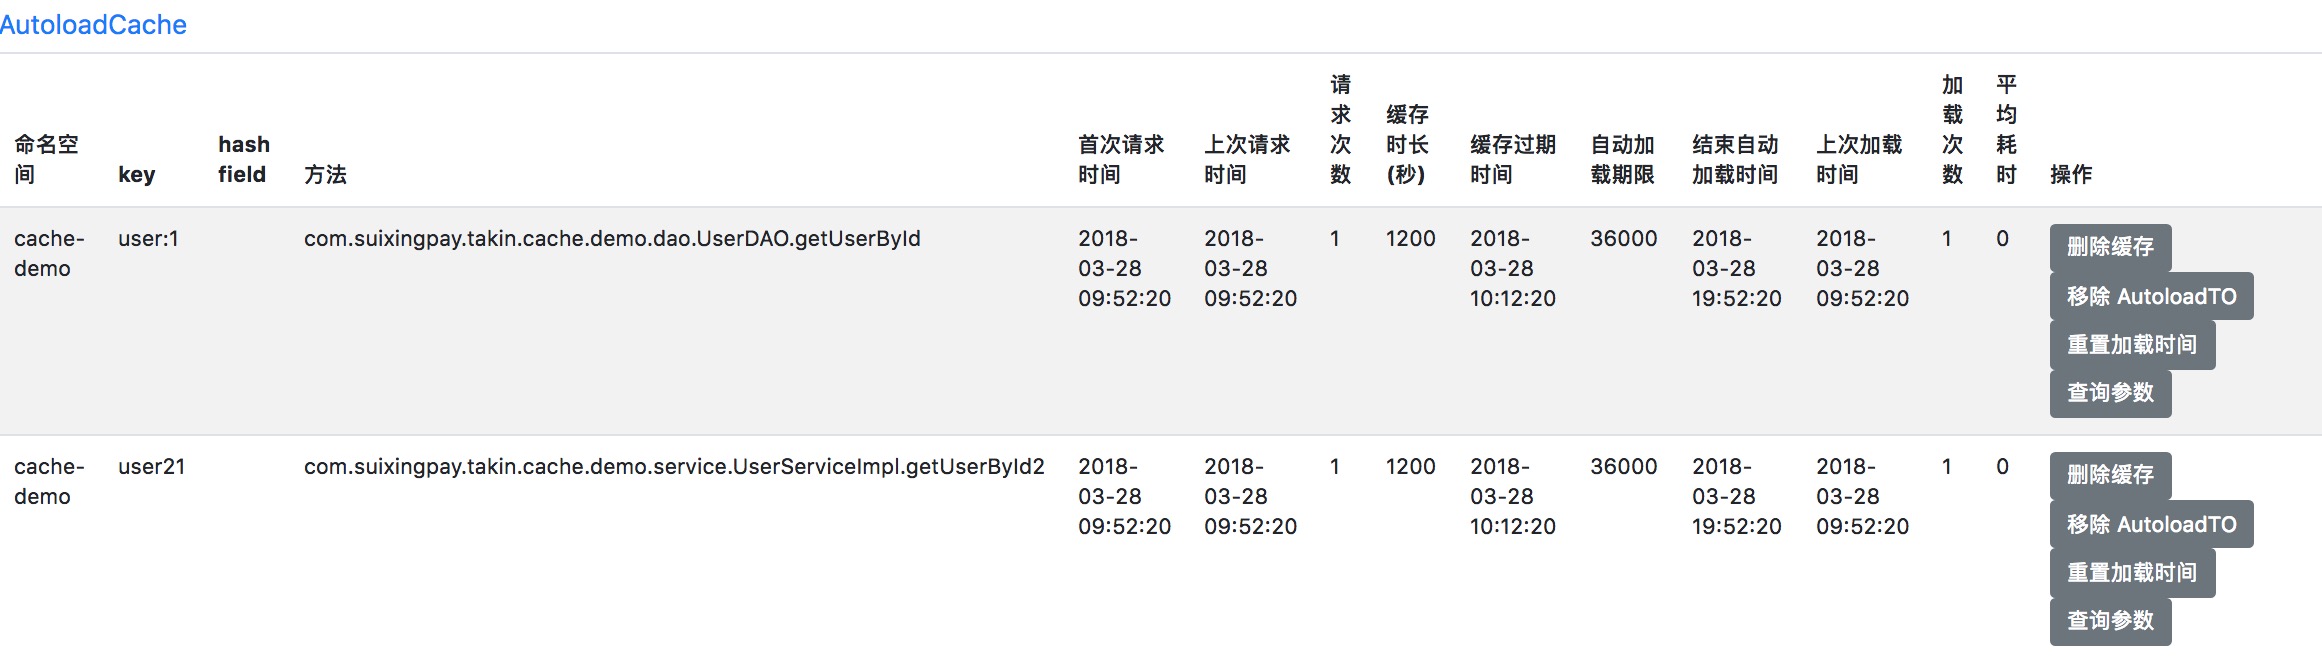 AutoloadCache
命名空
间
key
hash
field
方法
首次请求
时间
上次请求
时间
请
求
次
数
缓存
时长
(秒)
缓存过期
时间
自动加
载期限
结束自动
加载时间
上次加载
时间
加
载
次
数
平
均
耗
时
操作
cache-
demo
user:1
com.suixingpay.takin.cache.demo.dao.UserDAO.getUserById
2018-
03-28
09:52:20
2018-
03-28
09:52:20
1
1200
2018-
03-28
10:12:20
36000
2018-
03-28
19:52:20
2018-
03-28
09:52:20
1
0
删除缓存
移除 AutoloadTO
重置加载时间
查询参数
cache-
demo
user21
com.suixingpay.takin.cache.demo.service.UserServiceImpl.getUserById2
2018-
03-28
09:52:20
2018-
03-28
09:52:20
1
1200
2018-
03-28
10:12:20
36000
2018-
03-28
19:52:20
2018-
03-28
09:52:20
1
0
删除缓存
移除 AutoloadTO
重置加载时间
查询参数